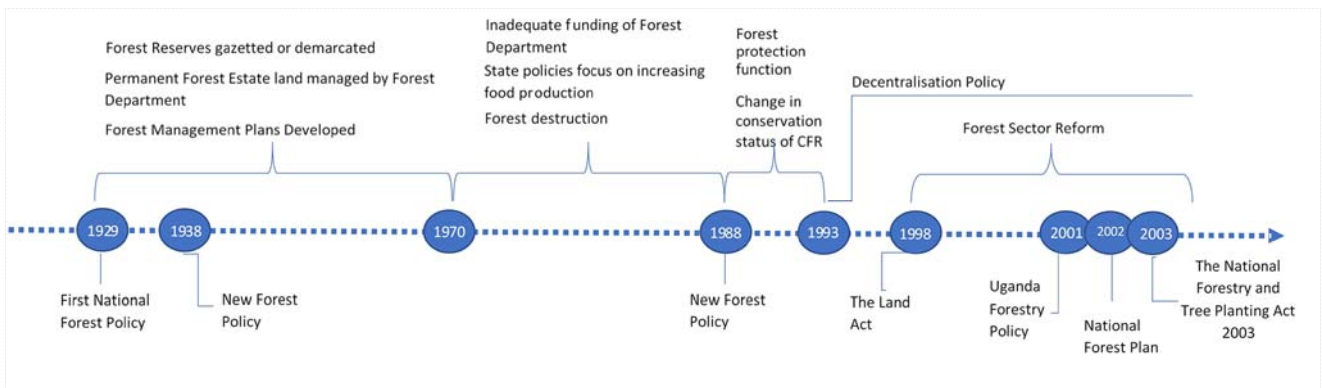 Forest Reserves gazetted or demarcated
Permanent Forest Estate land managed by Forest
Department
Forest Management Plans Developed
Inadequate funding of Forest
Department
State policies focus on increasing
food production
Forest destruction
Forest
protection
function
Change in
conservation
status of CFR
Decentralisation Policy
Forest Sector Reform
1929
1938
1970
1988
1993
1998
2001
2002
2003
First National
Forest Policy
New Forest
Policy
New Forest
Policy
The Land
Act
Uganda
Forestry
Policy
National
Forest Plan
The National
Forestry and
Tree Planting Act
2003